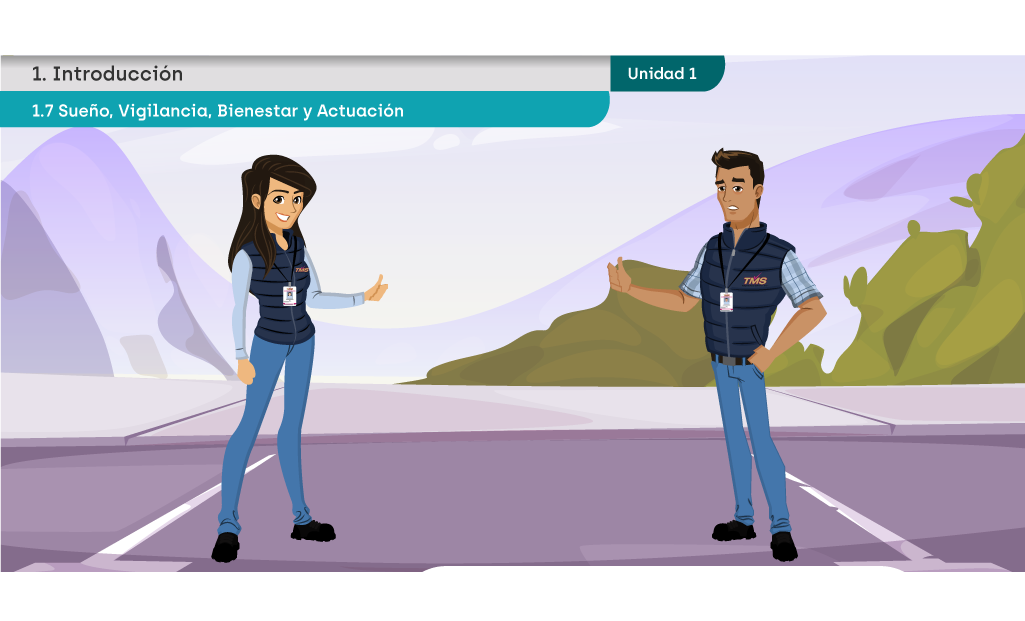 1. Introducción
Unidad 1
1.7 Sueño, Vigilancia, Bienestar y Actuación
TMS
TMS